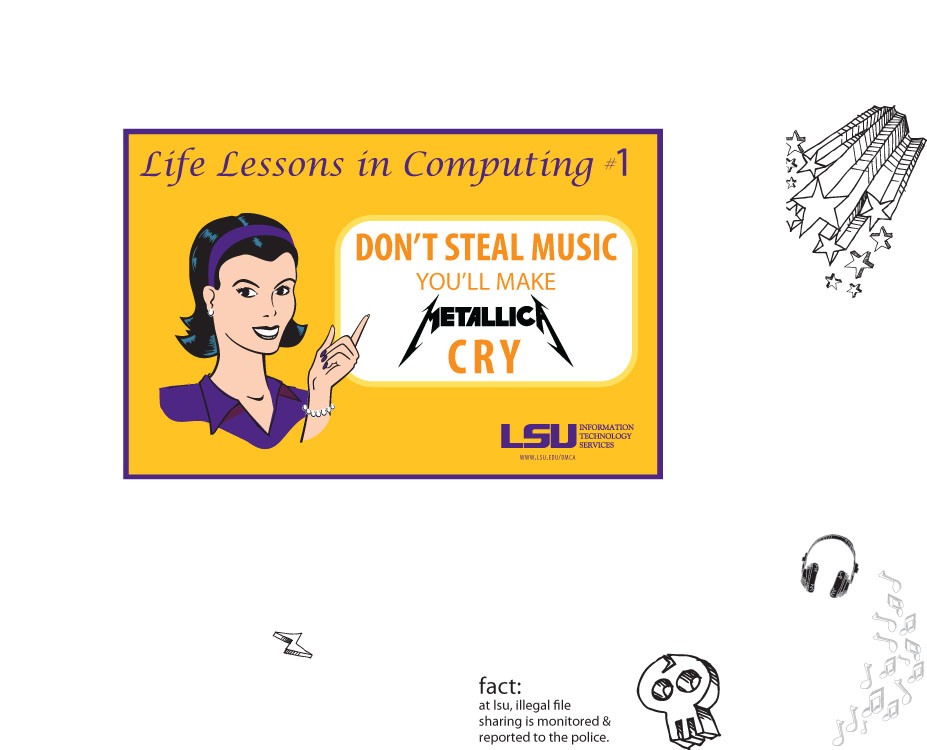 Life Lessons in Computing #1
DON'T STEAL MUSIC
YOU'LL MAKE
METALLICA
CRY
LSU INFORMATION
TECHNOLOGY
SERVICES
WWW.LSU.EDU/DMCA
fact:
at lsu, illegal file
sharing is monitored &
reported to the police.